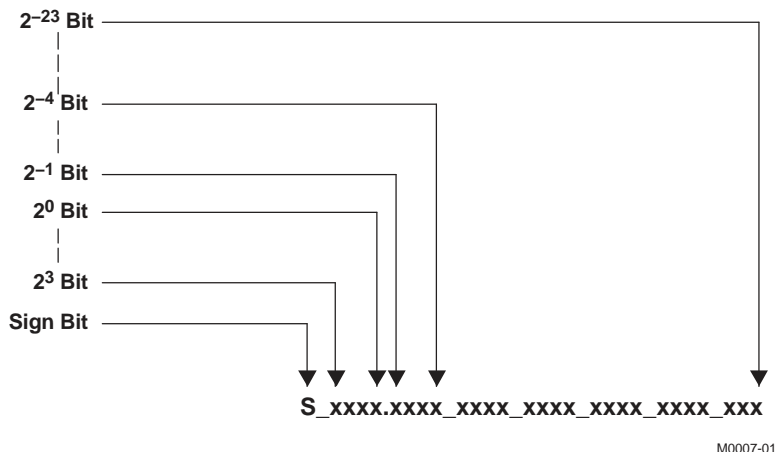 2⁻²³ Bit
2⁻⁴ Bit
2⁻¹ Bit
2⁰ Bit
2³ Bit
Sign Bit
S_xxxx.xxxx_xxxx_xxxx_xxxx_xxxx_xxx
M0007-01